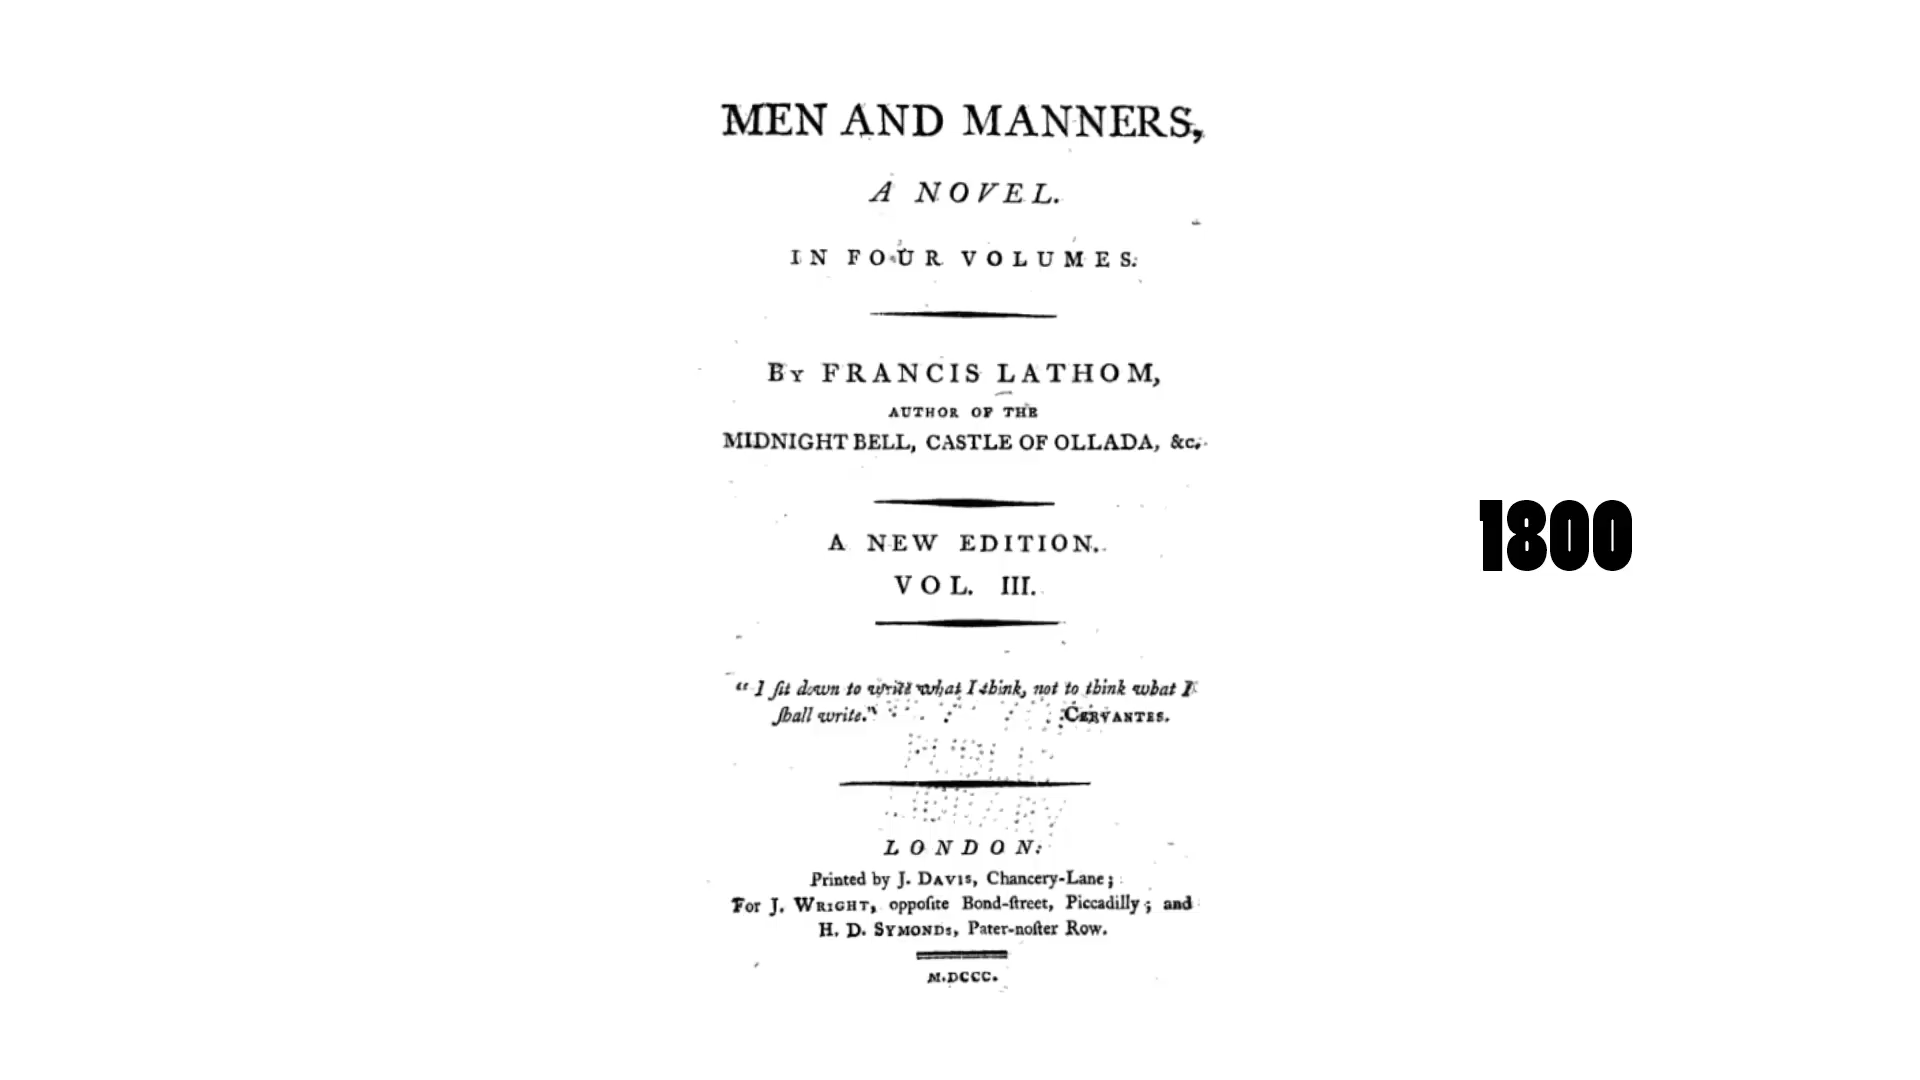 MEN AND MANNERS,
A NOVEL.
IN FOUR VOLUMES.
By FRANCIS LATHOM,
AUTHOR OF THE
MIDNIGHT BELL, CASTLE OF OLLADA, &c.
A NEW EDITION.
VOL. III.
1800
“ I ſit down to write what I think, not to think what I
ſhall write.” CERVANTES.
PUBLIC
LIBRARY
LONDON:
Printed by J. DAVIS, Chancery-Lane;
For J. WRIGHT, oppoſite Bond-ſtreet, Piccadilly; and
H. D. SYMONDS, Pater-noſter Row.
M.DCCC.